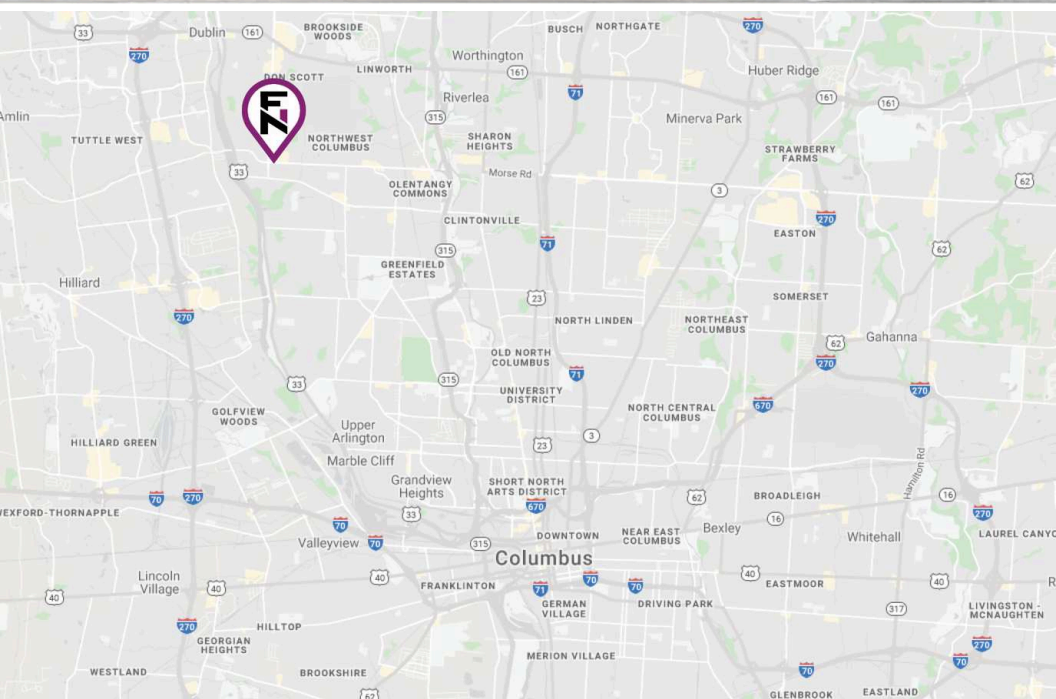 33
Dublin
161
BROOKSIDE
WOODS
BUSCH
NORTHGATE
270
270
Worthington
LINWORTH
161
Huber Ridge
DON SCOTT
71
161
161
Riverlea
FN
315
Minerva Park
TUTTLE WEST
NORTHWEST
COLUMBUS
SHARON
HEIGHTS
STRAWBERRY
FARMS
33
Morse Rd
62
OLENTANGY
COMMONS
3
CLINTONVILLE
270
EASTON
71
315
62
GREENFIELD
ESTATES
Hilliard
23
SOMERSET
270
NORTH LINDEN
NORTHEAST
COLUMBUS
Gahanna
62
OLD NORTH
COLUMBUS
270
33
315
71
UNIVERSITY
DISTRICT
270
670
GOLFVIEW
WOODS
NORTH CENTRAL
COLUMBUS
Upper
Arlington
HILLIARD GREEN
23
3
Marble Cliff
Hamilton Rd
Grandview
Heights
SHORT NORTH
ARTS DISTRICT
70
270
62
BROADLEIGH
16
670
33
16
270
70
Bexley
NEAR EAST
COLUMBUS
DOWNTOWN
Whitehall
Valleyview
70
315
Columbus
Lincoln
Village
40
40
40
FRANKLINTON
71
70
70
40
EASTMOOR
40
GERMAN
VILLAGE
DRIVING PARK
317
LIVINGSTON -
MCNAUGHTEN
270
HILLTOP
GEORGIAN
HEIGHTS
270
70
MERION VILLAGE
WESTLAND
BROOKSHIRE
70
62
GLENBROOK
EASTLAND